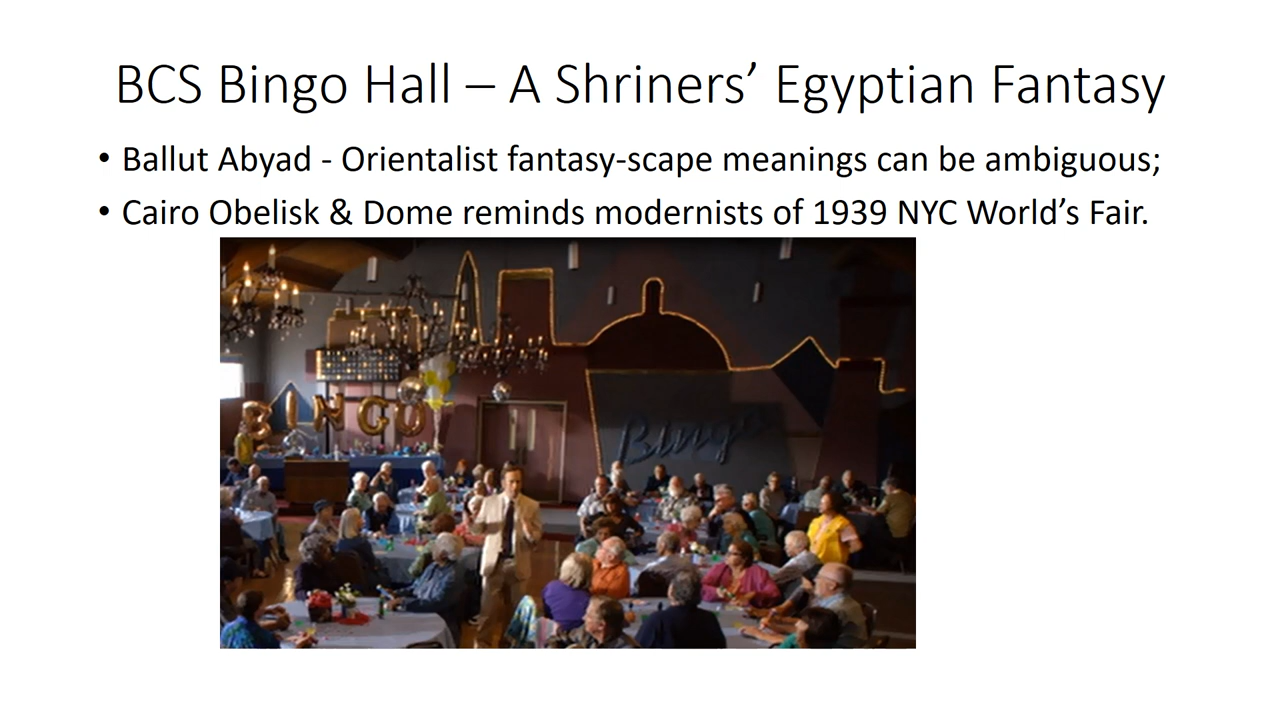 BCS Bingo Hall – A Shriners’ Egyptian Fantasy
• Ballut Abyad - Orientalist fantasy-scape meanings can be ambiguous;
• Cairo Obelisk & Dome reminds modernists of 1939 NYC World’s Fair.
BINGO
Bingo